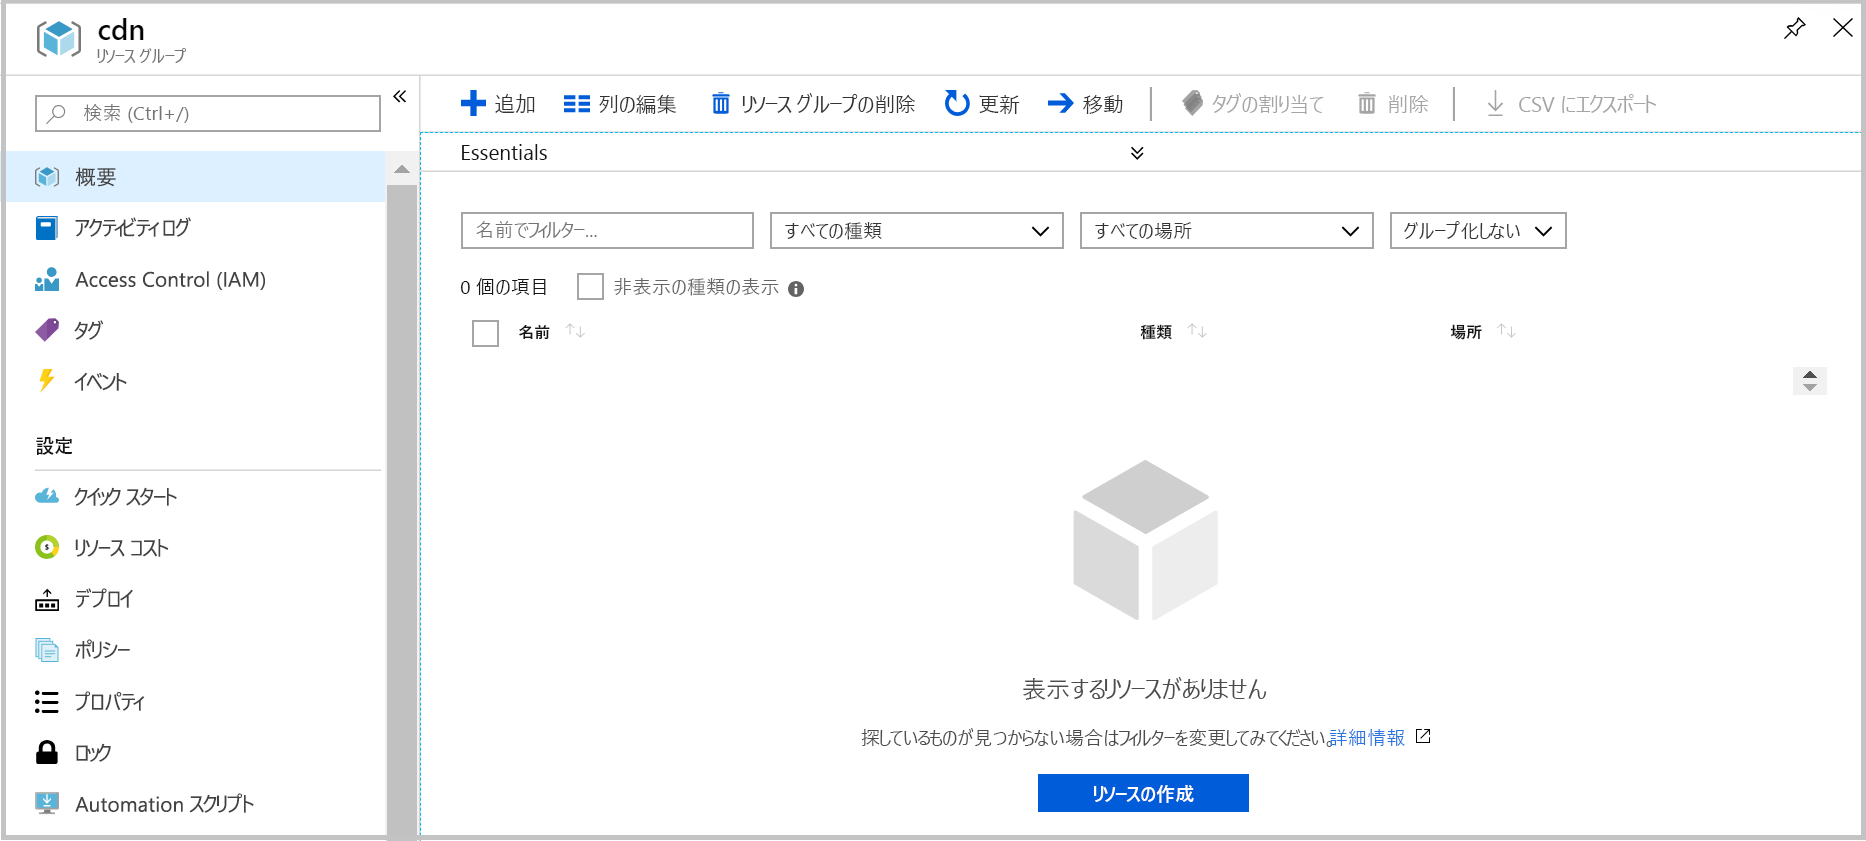 cdn
リソース グループ
検索 (Ctrl+/)
«
追加 列の編集 リソース グループの削除 更新 移動 タグの割り当て 削除 CSV にエクスポート
概要
アクティビティ ログ
Access Control (IAM)
タグ
イベント
設定
クイック スタート
リソース コスト
デプロイ
ポリシー
プロパティ
ロック
Automation スクリプト
Essentials
名前でフィルター... すべての種類 すべての場所 グループ化しない
0 個の項目 非表示の種類の表示
名前 種類 場所
表示するリソースがありません
探しているものが見つからない場合はフィルターを変更してみてください。詳細情報
リソースの作成